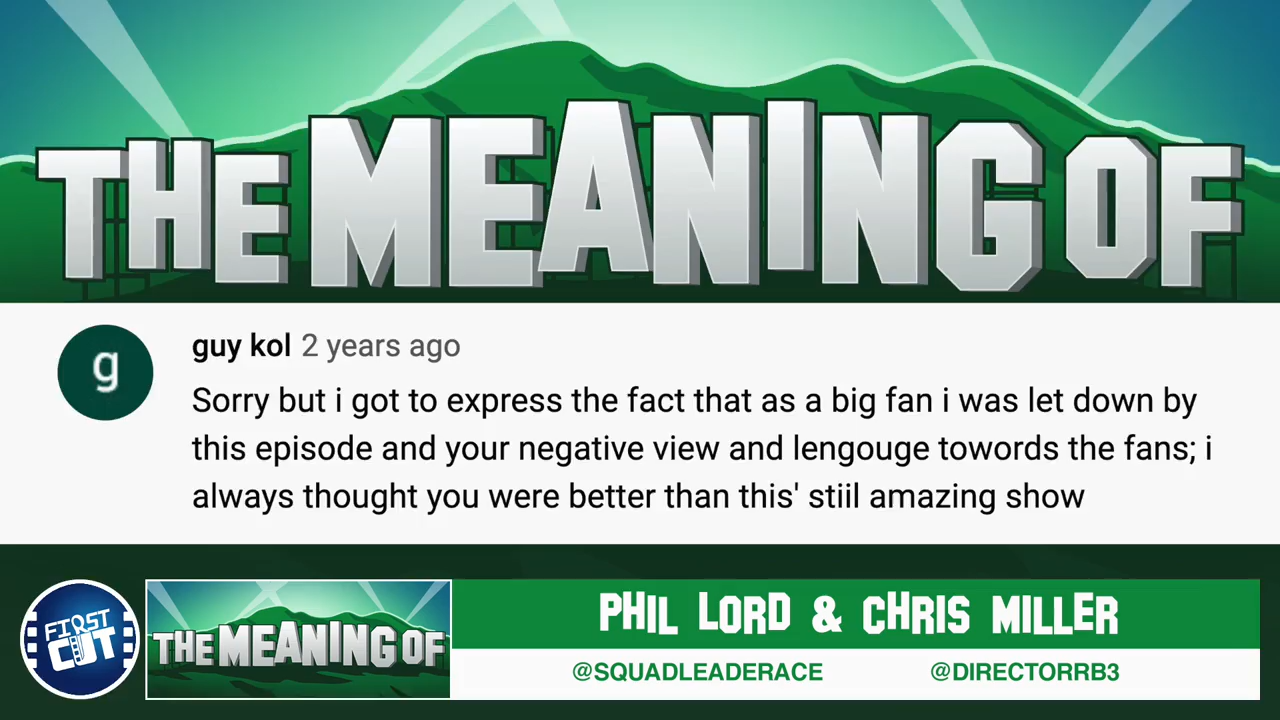 THE MEANING OF
g
guy kol 2 years ago
Sorry but i got to express the fact that as a big fan i was let down by
this episode and your negative view and lengouge towords the fans; i
always thought you were better than this' stiil amazing show
FIRST
CUT
THE MEANING OF
PHIL LORD & CHRIS MILLER
@SQUADLEADERACE @DIRECTORRB3